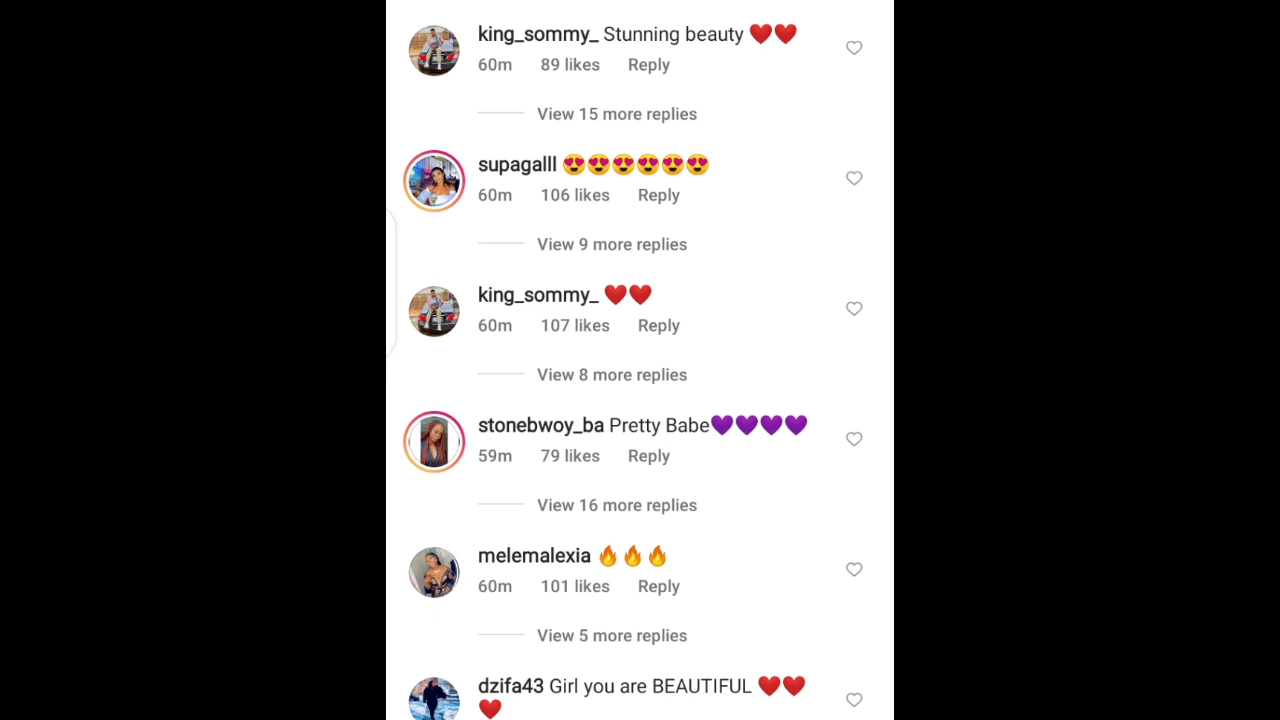 king_sommy_ Stunning beauty ❤️❤️
60m 89 likes Reply
View 15 more replies
supagalll 😍😍😍😍😍😍
60m 106 likes Reply
View 9 more replies
king_sommy_ ❤️❤️
60m 107 likes Reply
View 8 more replies
stonebwoy_ba Pretty Babe💜💜💜💜
59m 79 likes Reply
View 16 more replies
melemalexia 🔥🔥🔥
60m 101 likes Reply
View 5 more replies
dzifa43 Girl you are BEAUTIFUL ❤️❤️
❤️